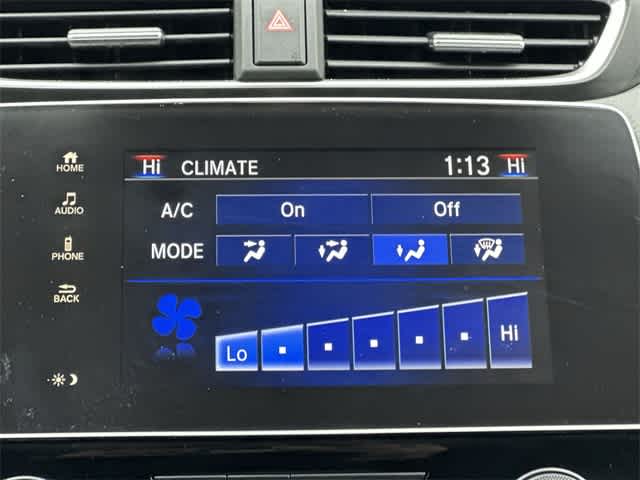 Hi CLIMATE 1:13 Hi
HOME
A/C On Off
AUDIO
MODE
PHONE
BACK
Lo Hi